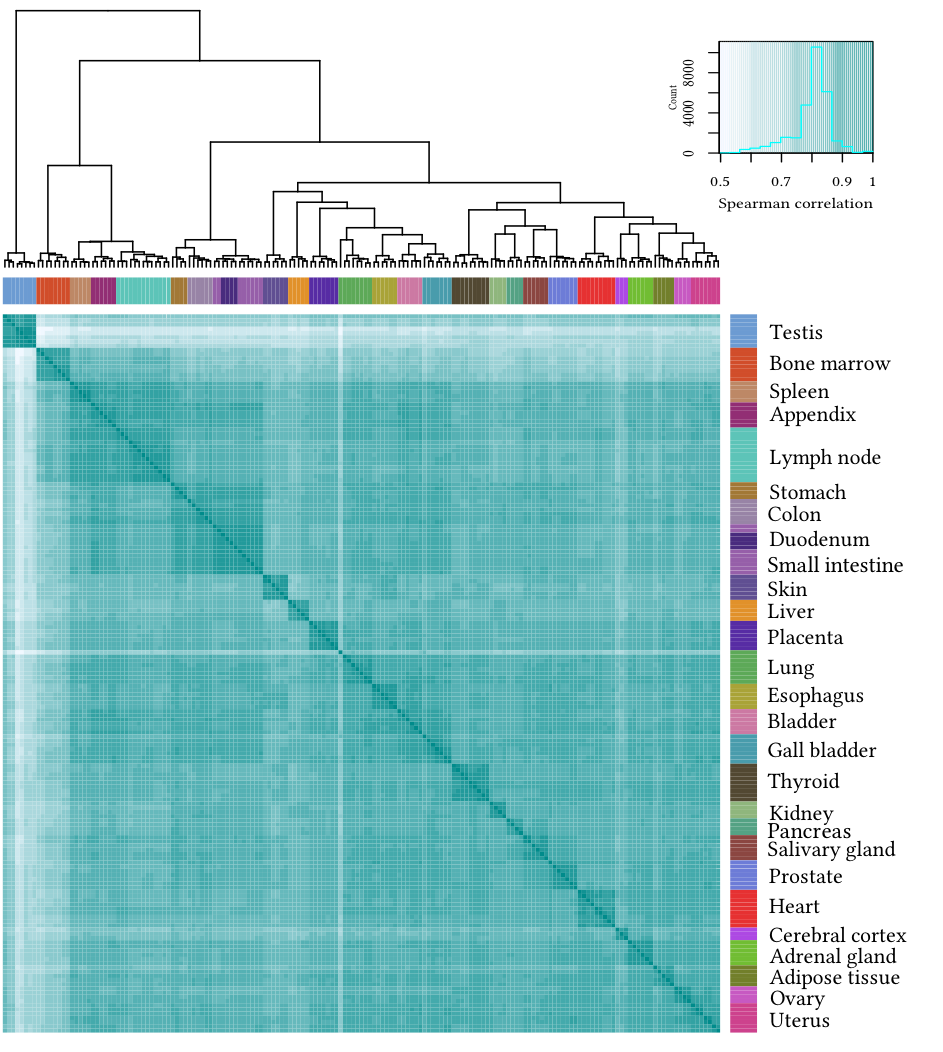 Count
0
4000
8000
0.5
0.7
0.9
1
Spearman correlation
Testis
Bone marrow
Spleen
Appendix
Lymph node
Stomach
Colon
Duodenum
Small intestine
Skin
Liver
Placenta
Lung
Esophagus
Bladder
Gall bladder
Thyroid
Kidney
Pancreas
Salivary gland
Prostate
Heart
Cerebral cortex
Adrenal gland
Adipose tissue
Ovary
Uterus